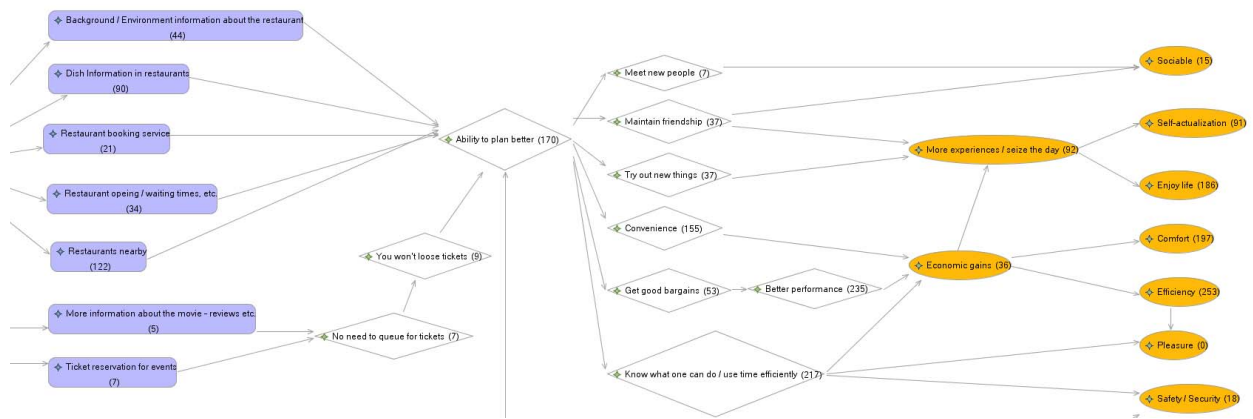 Background / Environment information about the restaurant
(44)
Dish Information in restaurants
(90)
Restaurant booking service
(21)
Restaurant opeing / waiting times, etc.
(34)
Restaurants nearby
(122)
More information about the movie - reviews etc.
(5)
Ticket reservation for events
(7)
You won't loose tickets (9)
No need to queue for tickets (7)
Ability to plan better (170)
Meet new people (7)
Maintain friendship (37)
Try out new things (37)
Convenience (155)
Get good bargains (53)
Better performance (235)
Know what one can do / use time efficiently (217)
More experiences / seize the day (92)
Economic gains (36)
Sociable (15)
Self-actualization (91)
Enjoy life (186)
Comfort (197)
Efficiency (253)
Pleasure (0)
Safety / Security (18)